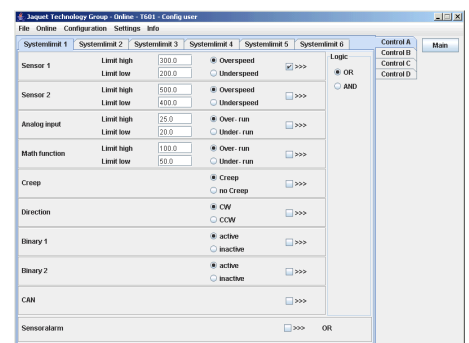 Jaquet Technology Group - Online - T601 - Config user
File Online Configuration Settings Info
Systemlimit 1 Systemlimit 2 Systemlimit 3 Systemlimit 4 Systemlimit 5 Systemlimit 6
Control A
Control B
Control C
Control D
Main
Sensor 1
Limit high 300.0
Limit low 200.0
Overspeed
Underspeed
>>>
Logic
OR
AND
Sensor 2
Limit high 500.0
Limit low 400.0
Overspeed
Underspeed
>>>
Analog input
Limit high 25.0
Limit low 20.0
Over- run
Under- run
>>>
Math function
Limit high 100.0
Limit low 50.0
Over- run
Under- run
>>>
Creep
Creep
no Creep
>>>
Direction
CW
CCW
>>>
Binary 1
active
inactive
>>>
Binary 2
active
inactive
>>>
CAN
>>>
Sensoralarm >>> OR